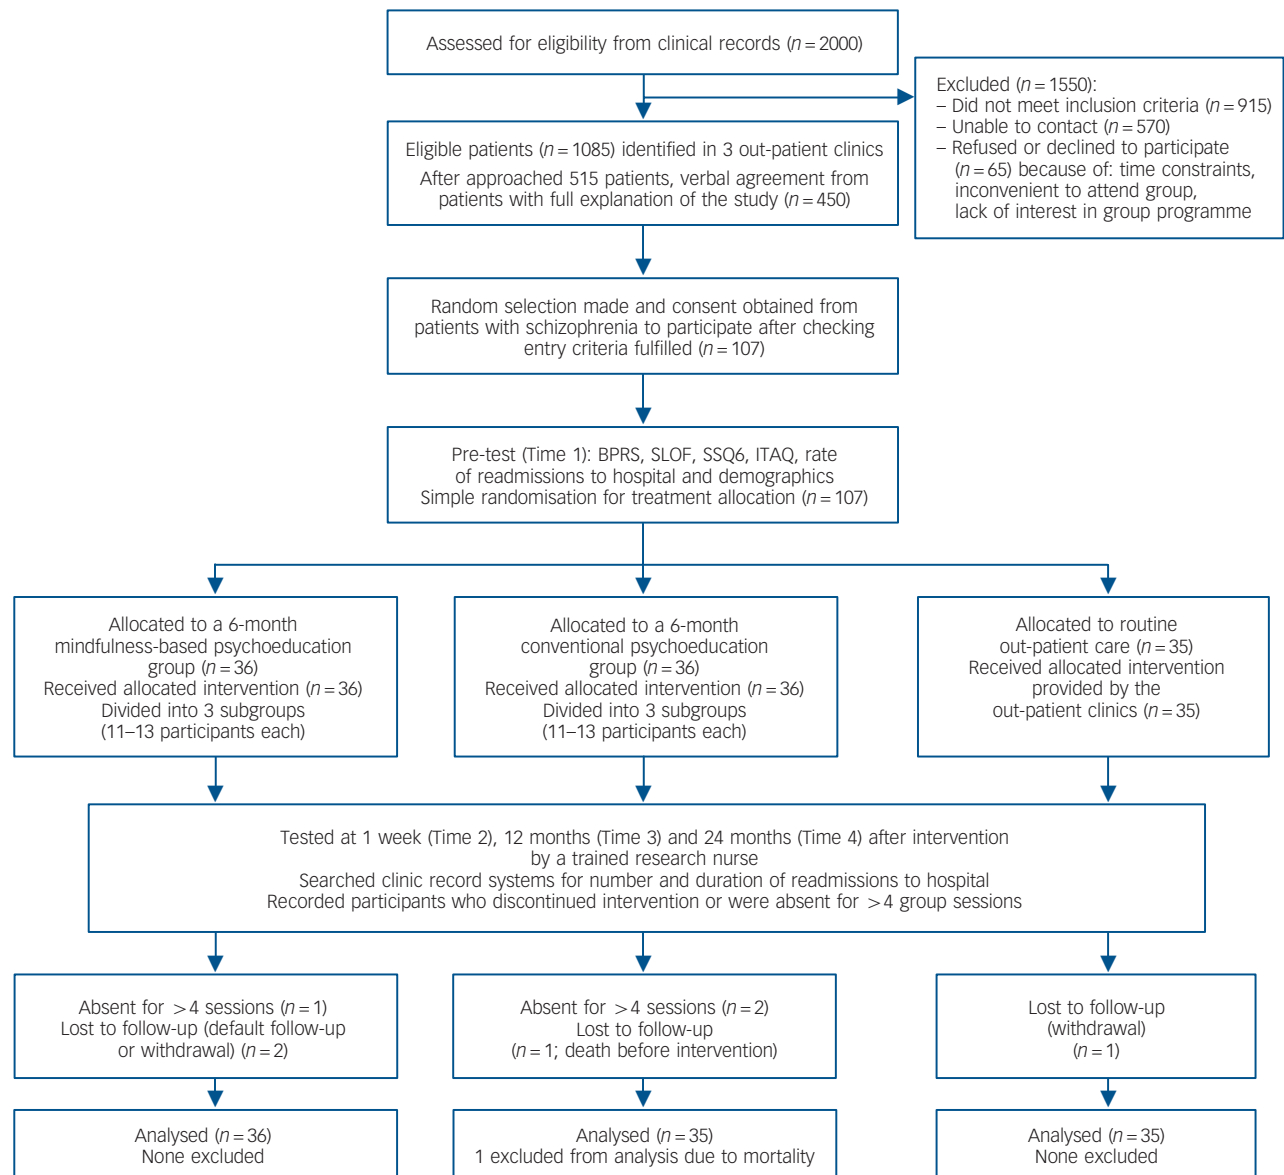 Assessed for eligibility from clinical records (n = 2000)
Excluded (n = 1550):
– Did not meet inclusion criteria (n = 915)
– Unable to contact (n = 570)
– Refused or declined to participate
(n = 65) because of: time constraints,
inconvenient to attend group,
lack of interest in group programme
Eligible patients (n = 1085) identified in 3 out-patient clinics
After approached 515 patients, verbal agreement from
patients with full explanation of the study (n = 450)
Random selection made and consent obtained from
patients with schizophrenia to participate after checking
entry criteria fulfilled (n = 107)
Pre-test (Time 1): BPRS, SLOF, SSQ6, ITAQ, rate
of readmissions to hospital and demographics
Simple randomisation for treatment allocation (n = 107)
Allocated to a 6-month
mindfulness-based psychoeducation
group (n = 36)
Received allocated intervention (n = 36)
Divided into 3 subgroups
(11–13 participants each)
Allocated to a 6-month
conventional psychoeducation
group (n = 36)
Received allocated intervention (n = 36)
Divided into 3 subgroups
(11–13 participants each)
Allocated to routine
out-patient care (n = 35)
Received allocated intervention
provided by the
out-patient clinics (n = 35)
Tested at 1 week (Time 2), 12 months (Time 3) and 24 months (Time 4) after intervention
by a trained research nurse
Searched clinic record systems for number and duration of readmissions to hospital
Recorded participants who discontinued intervention or were absent for >4 group sessions
Absent for >4 sessions (n = 1)
Lost to follow-up (default follow-up
or withdrawal) (n = 2)
Absent for >4 sessions (n = 2)
Lost to follow-up
(n = 1; death before intervention)
Lost to follow-up
(withdrawal)
(n = 1)
Analysed (n = 36)
None excluded
Analysed (n = 35)
1 excluded from analysis due to mortality
Analysed (n = 35)
None excluded